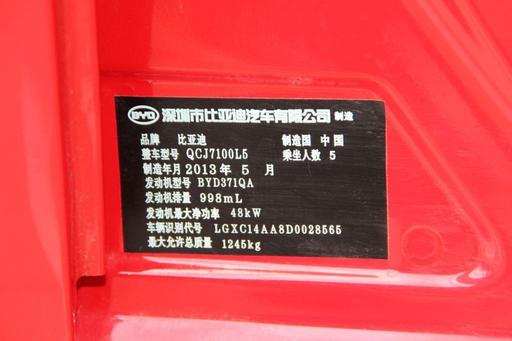 BYD 深圳市比亚迪汽车有限公司 制造
品牌 比亚迪 制造国 中国
整车型号 QCJ7100L5 乘坐人数 5
制造年月 2013 年 5 月
发动机型号 BYD371QA
发动机排量 998mL
发动机最大净功率 48kW
车辆识别代号 LGXC14AA8D0028565
最大允许总质量 1245kg